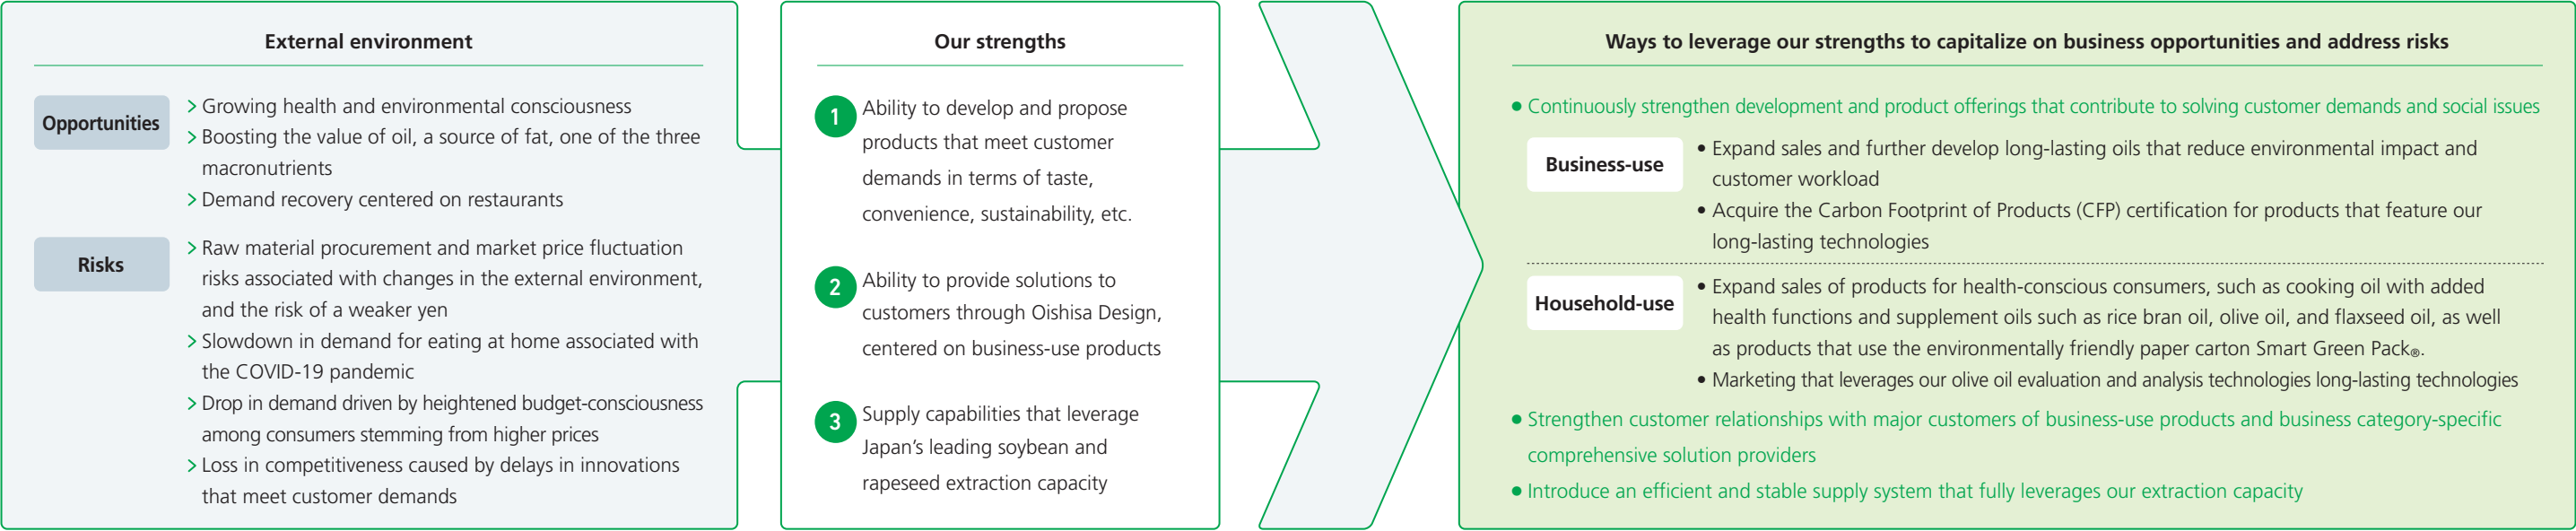 External environment
Opportunities
> Growing health and environmental consciousness
> Boosting the value of oil, a source of fat, one of the three
macronutrients
> Demand recovery centered on restaurants
Risks
> Raw material procurement and market price fluctuation
risks associated with changes in the external environment,
and the risk of a weaker yen
> Slowdown in demand for eating at home associated with
the COVID-19 pandemic
> Drop in demand driven by heightened budget-consciousness
among consumers stemming from higher prices
> Loss in competitiveness caused by delays in innovations
that meet customer demands
Our strengths
1 Ability to develop and propose
products that meet customer
demands in terms of taste,
convenience, sustainability, etc.
2 Ability to provide solutions to
customers through Oishisa Design,
centered on business-use products
3 Supply capabilities that leverage
Japan's leading soybean and
rapeseed extraction capacity
Ways to leverage our strengths to capitalize on business opportunities and address risks
● Continuously strengthen development and product offerings that contribute to solving customer demands and social issues
Business-use
• Expand sales and further develop long-lasting oils that reduce environmental impact and
customer workload
• Acquire the Carbon Footprint of Products (CFP) certification for products that feature our
long-lasting technologies
Household-use
• Expand sales of products for health-conscious consumers, such as cooking oil with added
health functions and supplement oils such as rice bran oil, olive oil, and flaxseed oil, as well
as products that use the environmentally friendly paper carton Smart Green Pack®.
• Marketing that leverages our olive oil evaluation and analysis technologies long-lasting technologies
● Strengthen customer relationships with major customers of business-use products and business category-specific
comprehensive solution providers
● Introduce an efficient and stable supply system that fully leverages our extraction capacity